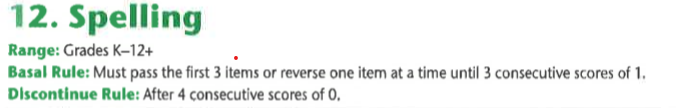 12. Spelling
Range: Grades K–12+
Basal Rule: Must pass the first 3 items or reverse one item at a time until 3 consecutive scores of 1.
Discontinue Rule: After 4 consecutive scores of 0.